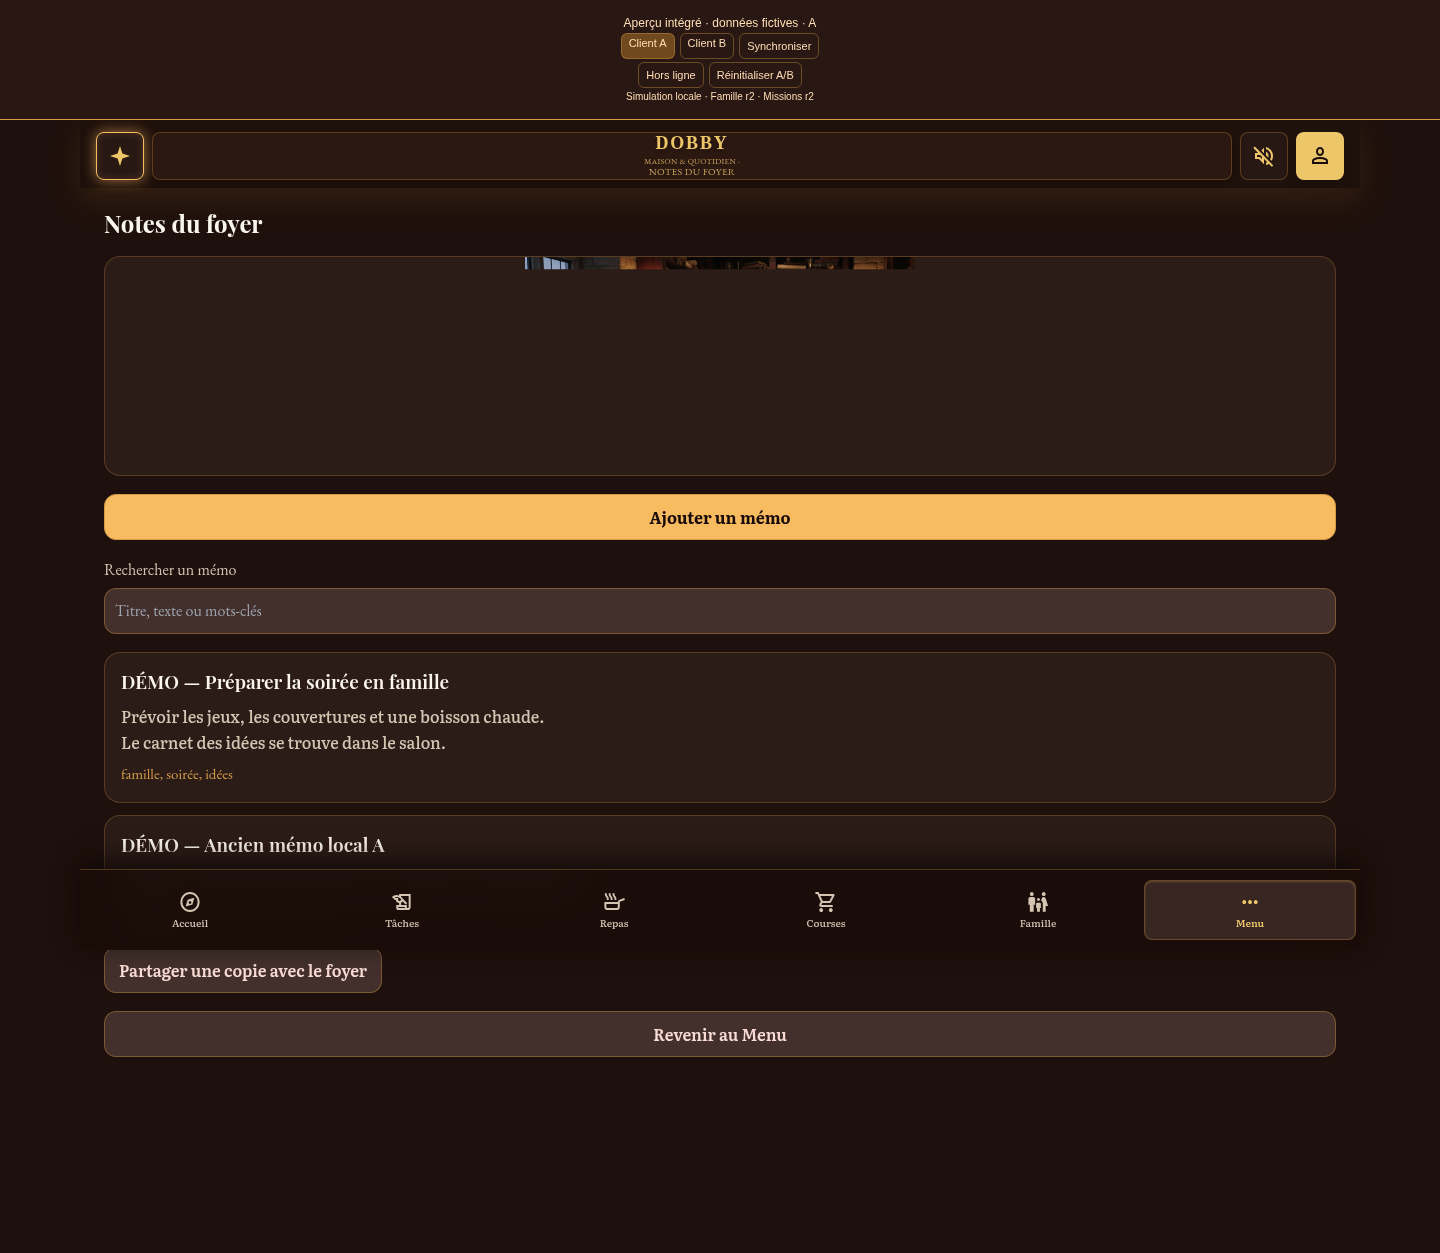 Aperçu intégré · données fictives · A
Client A
Client B
Synchroniser
Hors ligne
Réinitialiser A/B
Simulation locale · Famille r2 · Missions r2
DOBBY
MAISON & QUOTIDIEN ·
NOTES DU FOYER
Notes du foyer
Ajouter un mémo
Rechercher un mémo
Titre, texte ou mots-clés
DÉMO — Préparer la soirée en famille
Prévoir les jeux, les couvertures et une boisson chaude.
Le carnet des idées se trouve dans le salon.
famille, soirée, idées
DÉMO — Ancien mémo local A
Accueil
Tâches
Repas
Courses
Famille
Menu
Partager une copie avec le foyer
Revenir au Menu